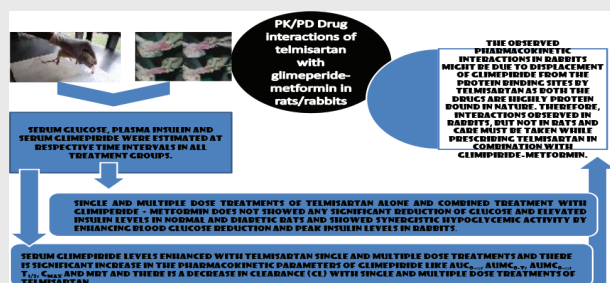 PK/PD Drug
interactions of
telmisartan
with
glimeperide-
metformin in
rats/rabbits
THE OBSERVED
PHARMACOKINETIC
INTERACTIONS IN RABBITS
MIGHT BE DUE TO DISPLACEMENT
OF GLIMEPIRIDE FROM THE
PROTEIN BINDING SITES BY
TELMISARTAN AS BOTH THE
DRUGS ARE HIGHLY PROTEIN
BOUND IN NATURE. THEREFORE,
INTERACTIONS OBSERVED IN
RABBITS, BUT NOT IN RATS AND
CARE MUST BE TAKEN WHILE
PRESCRIBING TELMISARTAN IN
COMBINATION WITH
GLIMIPIRIDE-METFORMIN.
SERUM GLUCOSE, PLASMA INSULIN AND
SERUM GLIMEPIRIDE WERE ESTIMATED AT
RESPECTIVE TIME INTERVALS IN ALL
TREATMENT GROUPS.
SINGLE AND MULTIPLE DOSE TREATMENTS OF TELMISARTAN ALONE AND COMBINED TREATMENT WITH
GLIMIPERIDE - METFORMIN DOES NOT SHOWED ANY SIGNIFICANT REDUCTION OF GLUCOSE AND ELEVATED
INSULIN LEVELS IN NORMAL AND DIABETIC RATS AND SHOWED SYNERGISTIC HYPOGLYCEMIC ACTIVITY BY
ENHANCING BLOOD GLUCOSE REDUCTION AND PEAK INSULIN LEVELS IN RABBITS.
SERUM GLIMEPIRIDE LEVELS ENHANCED WITH TELMISARTAN SINGLE AND MULTIPLE DOSE TREATMENTS AND THERE
IS SIGNIFICANT INCREASE IN THE PHARMACOKINETIC PARAMETERS OF GLIMEPIRIDE LIKE AUC AUMC AUMC
T1/2, CMAX AND MRT AND THERE IS A DECREASE IN CLEARANCE (CL) WITH SINGLE AND MULTIPLE DOSE TREATMENTS OF
TELMISARTAN